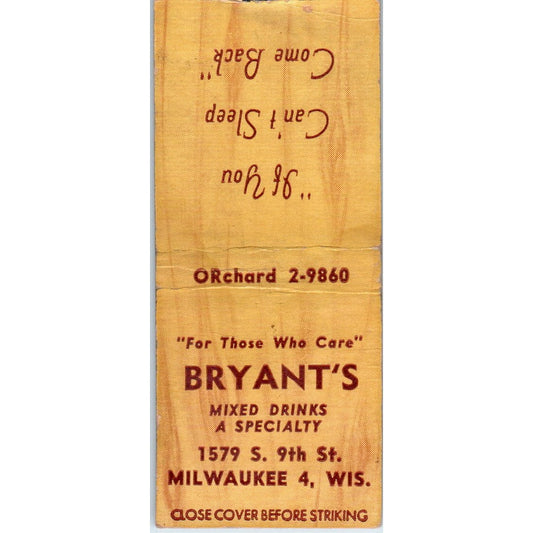 "If You
Can't Sleep
Come Back"
ORchard 2-9860
"For Those Who Care"
BRYANT'S
MIXED DRINKS
A SPECIALTY
1579 S. 9th St.
MILWAUKEE 4, WIS.
CLOSE COVER BEFORE STRIKING